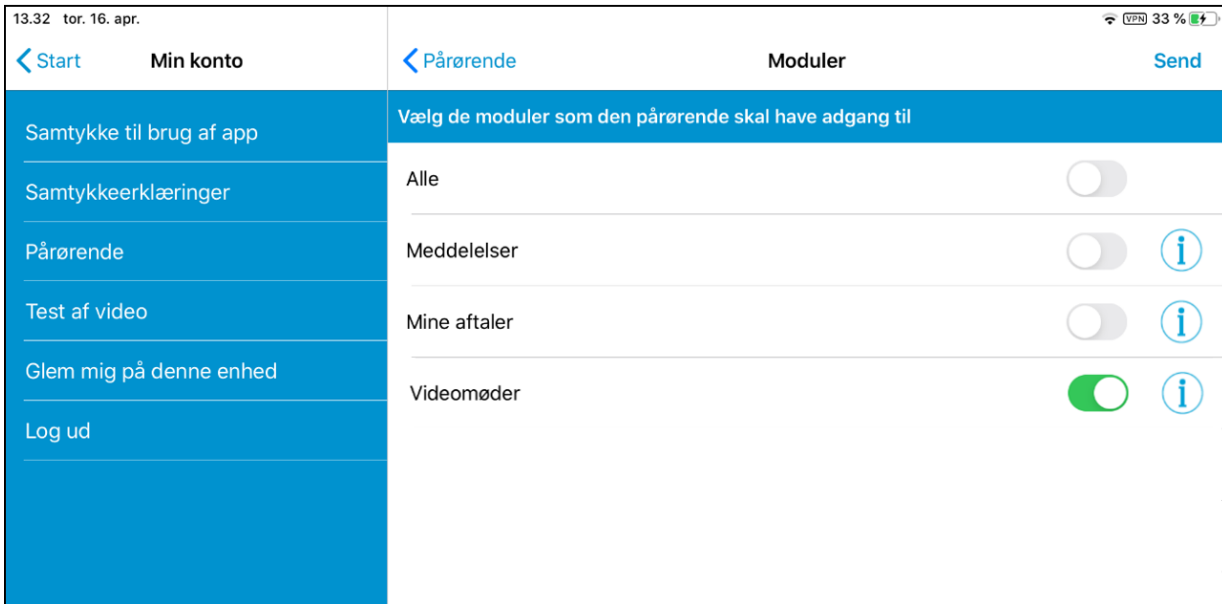 13.32 tor. 16. apr.
VPN 33 %
Start
Min konto
Pårørende
Moduler
Send
Samtykke til brug af app
Samtykkeerklæringer
Pårørende
Test af video
Glem mig på denne enhed
Log ud
Vælg de moduler som den pårørende skal have adgang til
Alle
Meddelelser
i
Mine aftaler
i
Videomøder
i